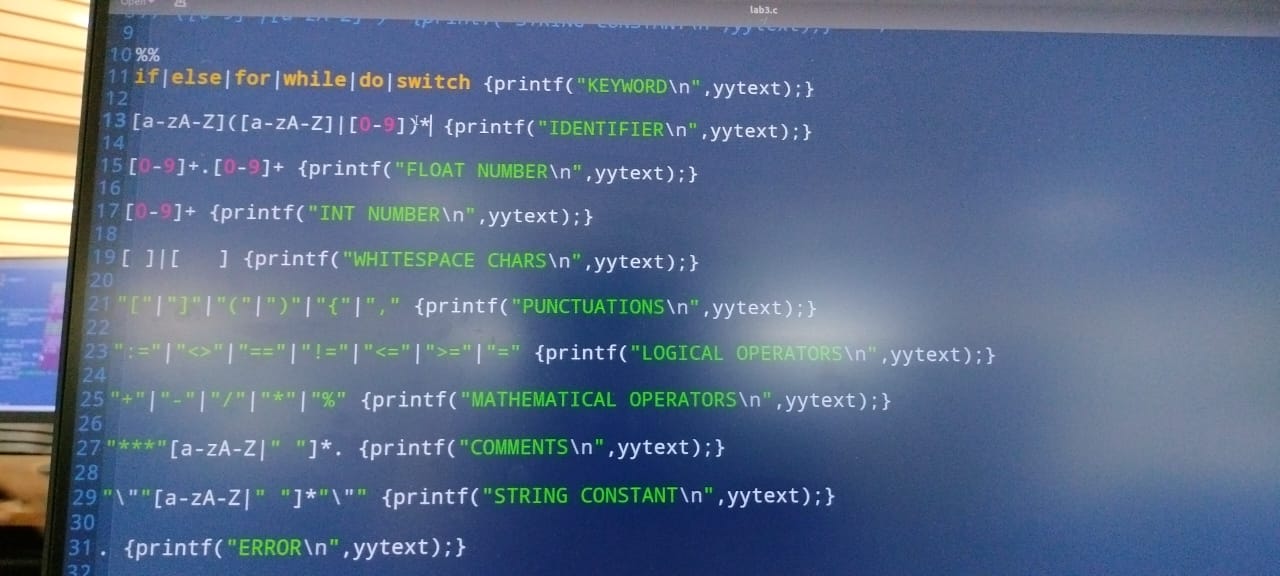 Open
lab3.c
9
10 %%
11 if|else|for|while|do|switch {printf("KEYWORD\n",yytext);}
12
13 [a-zA-Z]([a-zA-Z]|[0-9])* {printf("IDENTIFIER\n",yytext);}
14
15 [0-9]+.[0-9]+ {printf("FLOAT NUMBER\n",yytext);}
16
17 [0-9]+ {printf("INT NUMBER\n",yytext);}
18
19 [ ]|[   ] {printf("WHITESPACE CHARS\n",yytext);}
20
21 "["|"]"|"("|")"|"{"|"," {printf("PUNCTUATIONS\n",yytext);}
22
23 ":="|"<>"|"=="|"!="|"<="|">="|"=" {printf("LOGICAL OPERATORS\n",yytext);}
24
25 "+"|"-"|"/"|"*"|"%" {printf("MATHEMATICAL OPERATORS\n",yytext);}
26
27 "***"[a-zA-Z|" "]*. {printf("COMMENTS\n",yytext);}
28
29 "\""[a-zA-Z|" "]*"\"" {printf("STRING CONSTANT\n",yytext);}
30
31 . {printf("ERROR\n",yytext);}
32